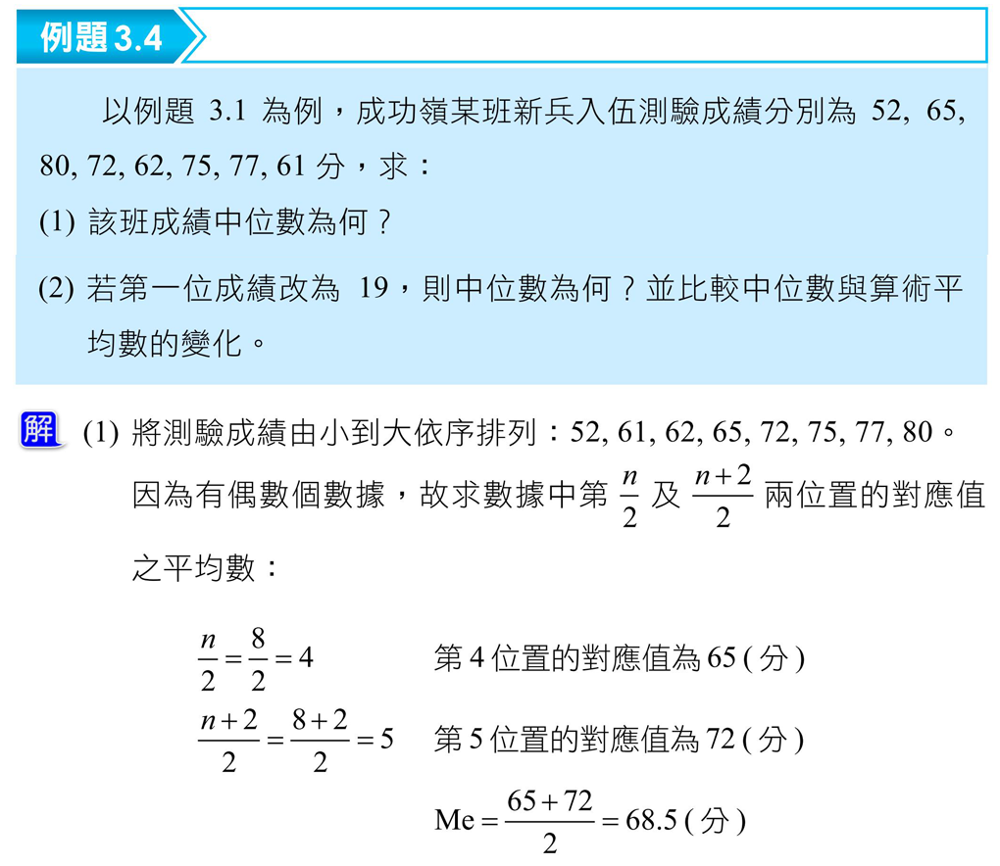 例題 3.4
以例題 3.1 為例，成功嶺某班新兵入伍測驗成績分別為 52, 65,
80, 72, 62, 75, 77, 61 分，求：
(1) 該班成績中位數為何？
(2) 若第一位成績改為 19，則中位數為何？並比較中位數與算術平
均數的變化。
解 (1) 將測驗成績由小到大依序排列：52, 61, 62, 65, 72, 75, 77, 80。
因為有偶數個數據，故求數據中第 n/2 及 (n+2)/2 兩位置的對應值
之平均數：
n/2 = 8/2 = 4 第 4 位置的對應值為 65 ( 分 )
(n+2)/2 = (8+2)/2 = 5 第 5 位置的對應值為 72 ( 分 )
Me = (65+72)/2 = 68.5 ( 分 )